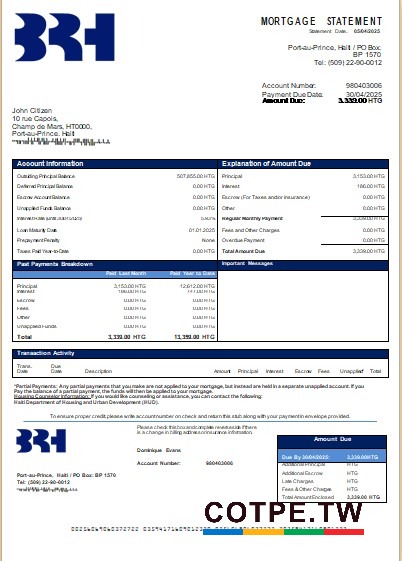 BRH
MORTGAGE STATEMENT
Statement Date: 05/04/2025
Port-au-Prince, Haiti / PO Box:
BP 1570
Tel: (509) 22-90-0012
Account Number: 980403006
Payment Due Date: 30/04/2025
Amount Due: 3,339.00 HTG
John Citizen
10 rue Capois,
Champ de Mars, HT0000,
Port-au-Prince. Haiti
Account Information
Outstding Principal Balance 507,855.00 HTG
Deferred Principal Balance 0.00 HTG
Escrow Account Balance 0.00 HTG
Unapplied Funds Balance 0.00 HTG
Loan Maturity Date 01.01.2025
Prepayment Penalty None
Taxes Paid Year-to-Date 0.00 HTG
Explanation of Amount Due
Principal 3,153.00 HTG
Interest 186.00 HTG
Escrow (For Taxes and/or Insurance) 0.00 HTG
Other 0.00 HTG
Regular Monthly Payment 3,339.00 HTG
Fees and Other Charges 0.00 HTG
Overdue Payment 0.00 HTG
Total Amount Due 3,339.00 HTG
Past Payments Breakdown
Paid Last Month Paid Year to Date
Principal 3,153.00 HTG 12,612.00 HTG
Interest 186.00 HTG
Escrow 0.00 HTG 0.00 HTG
Fees 0.00 HTG 0.00 HTG
Other 0.00 HTG 0.00 HTG
Unapplied Funds 0.00 HTG 0.00 HTG
Total 3,339.00 HTG 13,359.00 HTG
Important Messages
Transaction Activity
Trans. Date Due Date Description Amount Principal Interest Escrow Fees Unapplied Total
*Partial Payments: Any partial payments that you make are not applied to your mortgage, but instead are held in a separate unapplied account. If you
Pay the balance of a partial payment, the funds will then be applied to your mortgage.
Housing Counselor Information: If you would like counseling or assistance, you can contact the following:
Haiti Department of Housing and Urban Development (HUD).
To ensure proper credit, please write account number on check and return this stub along with your payment in envelope provided.
BRH
Please check this box and complete reverse side if there
is a change in billing address or insurance information.
Dominique Evans
Account Number: 980403006
Port-au-Prince, Haiti / PO Box: BP 1570
Tel: (509) 22-90-0012
Amount Due
Due By 30/04/2025: 3,339.00HTG
Additional Principal HTG
Additional Escrow HTG
Late Charges HTG
Fees & Other Charges HTG
Total Amount Enclosed 3,339.00 HTG
COTPE.TW